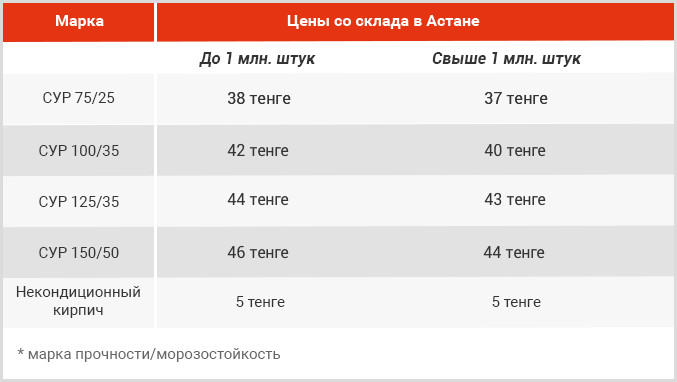 Марка Цены со склада в Астане
До 1 млн. штук Свыше 1 млн. штук
СУР 75/25 38 тенге 37 тенге
СУР 100/35 42 тенге 40 тенге
СУР 125/35 44 тенге 43 тенге
СУР 150/50 46 тенге 44 тенге
Некондиционный
кирпич 5 тенге 5 тенге
* марка прочности/морозостойкость